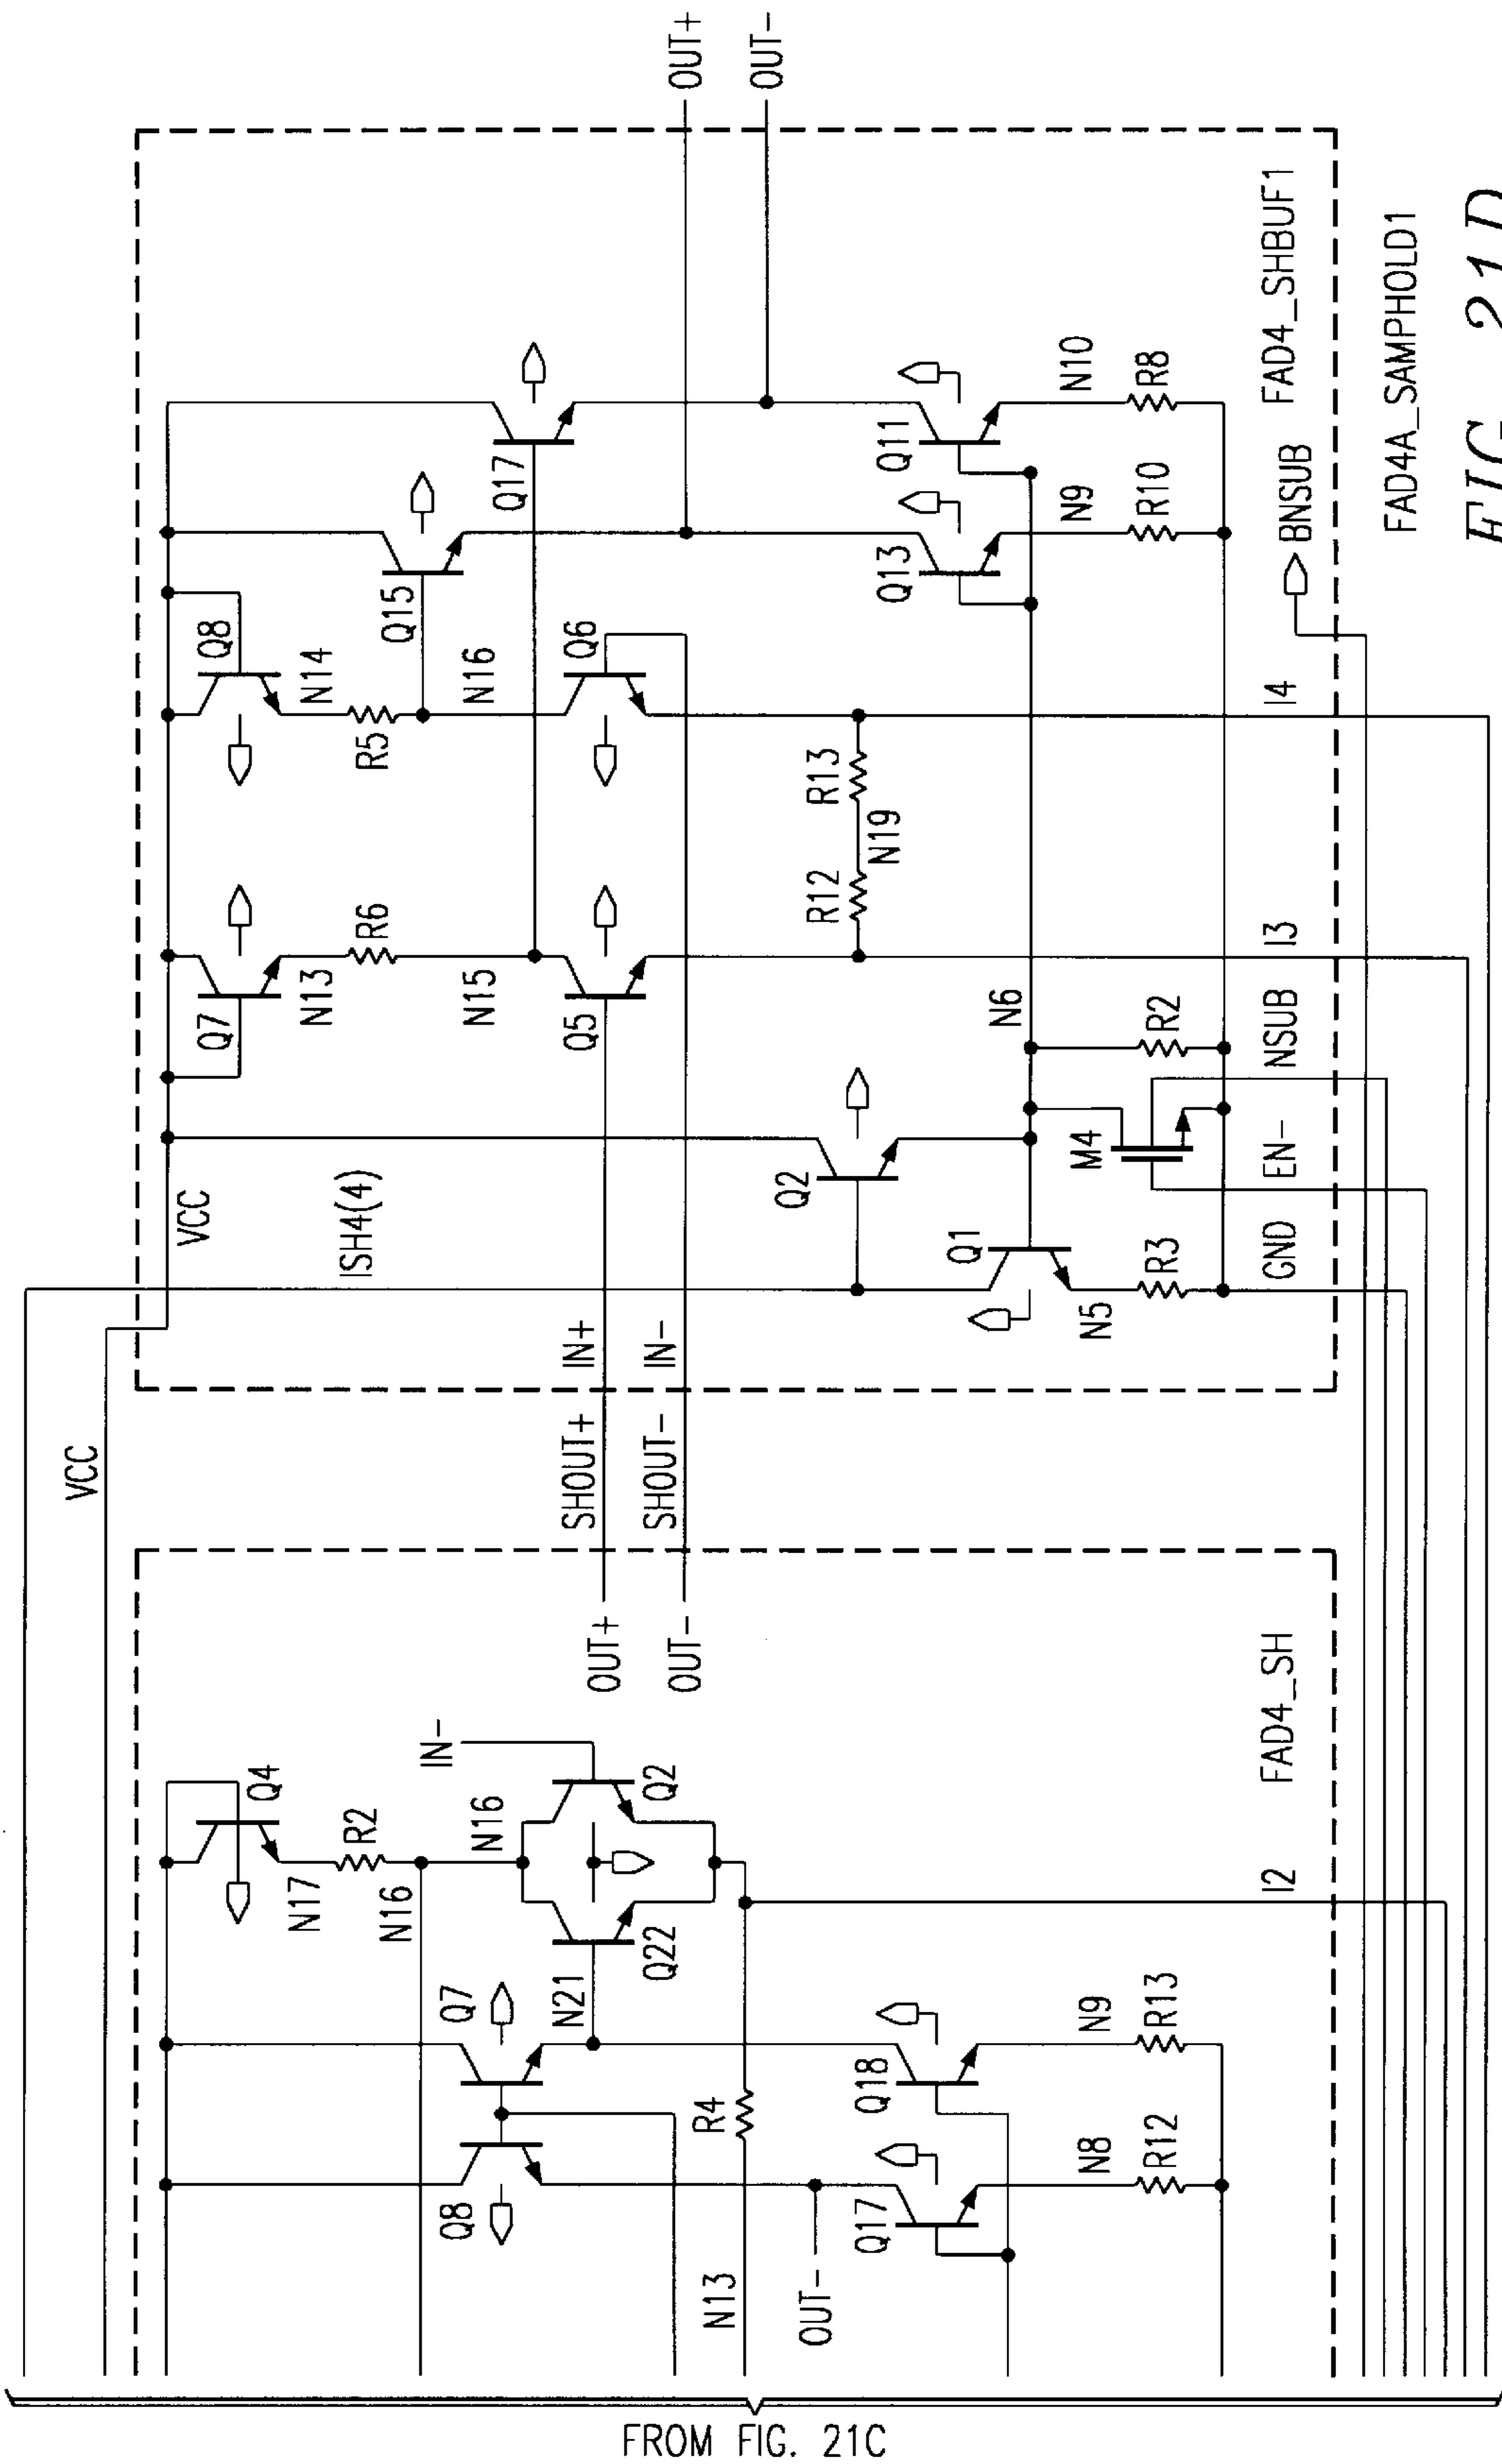 FROM FIG. 21C
VCC
Q8
Q7
Q4
N17
R2
N16
N16
IN-
Q2
Q22
N21
R4
N13
OUT-
Q17
Q18
N8
N9
R12
R13
I2
FAD4_SH
OUT+
OUT-
SHOUT+
SHOUT-
IN+
IN-
VCC
ISH4(4)
Q7
N13
R6
N15
Q5
Q8
N14
R5
N16
Q6
Q15
Q17
OUT+
OUT-
R12
R13
N19
Q2
Q1
N5
R3
M4
N6
R2
Q13
Q11
N9
N10
R10
R8
GND
EN-
NSUB
I3
I4
BNSUB
FAD4_SHBUF1
FAD4A_SAMPHOLD1
FIG. 21D